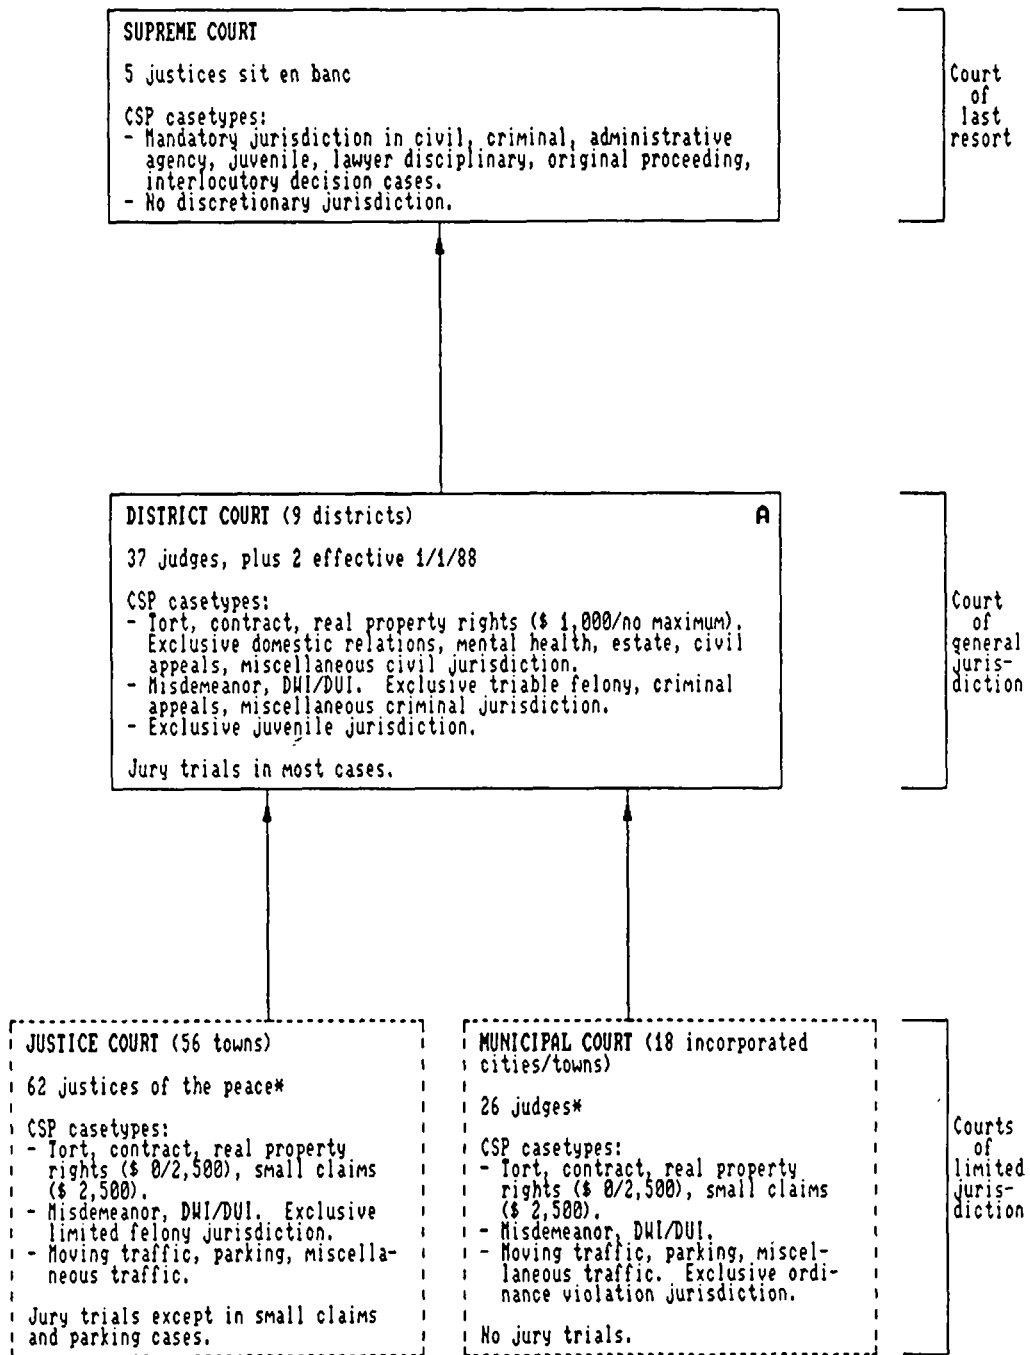 SUPREME COURT
5 justices sit en banc
CSP casetypes:
- Mandatory jurisdiction in civil, criminal, administrative
agency, juvenile, lawyer disciplinary, original proceeding,
interlocutory decision cases.
- No discretionary jurisdiction.
Court
of
last
resort
DISTRICT COURT (9 districts) A
37 judges, plus 2 effective 1/1/88
CSP casetypes:
- Tort, contract, real property rights ($ 1,000/no maximum).
Exclusive domestic relations, mental health, estate, civil
appeals, miscellaneous civil jurisdiction.
- Misdemeanor, DWI/DUI. Exclusive triable felony, criminal
appeals, miscellaneous criminal jurisdiction.
- Exclusive juvenile jurisdiction.
Jury trials in most cases.
Court
of
general
juris-
diction
JUSTICE COURT (56 towns)
62 justices of the peace*
CSP casetypes:
- Tort, contract, real property
rights ($ 0/2,500), small claims
($ 2,500).
- Misdemeanor, DWI/DUI. Exclusive
limited felony jurisdiction.
- Moving traffic, parking, miscella-
neous traffic.
Jury trials except in small claims
and parking cases.
MUNICIPAL COURT (18 incorporated
cities/towns)
26 judges*
CSP casetypes:
- Tort, contract, real property
rights ($ 0/2,500), small claims
($ 2,500).
- Misdemeanor, DWI/DUI.
- Moving traffic, parking, miscel-
laneous traffic. Exclusive ordi-
nance violation jurisdiction.
No jury trials.
Courts
of
limited
juris-
diction